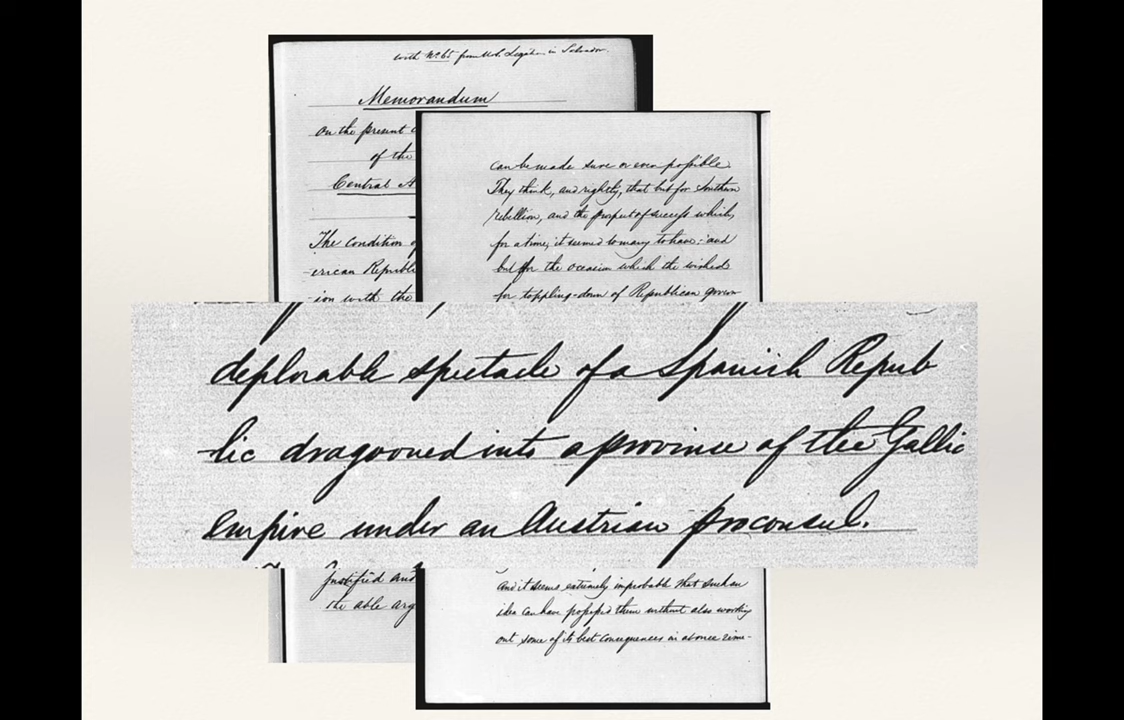 with No. 65 from U.S. Legation in Salvador.
Memorandum
on the present
of the
Central A
The condition
erican Republi
ion with the
can be made sure or even possible
They think, and rightly, that but for Southern
rebellion, and the prospect of success which,
for a time, it seemed to many to have: and
but for the occasion which the wished
for toppling-down of Republican govern
deplorable spectacle of a Spanish Repub
-lic dragooned into a province of the Gallic
empire under an Austrian proconsul.
Justified and
the able arg
and it seems extremely improbable that such an
idea can have possessed them without also working
out some of its best consequences in at once